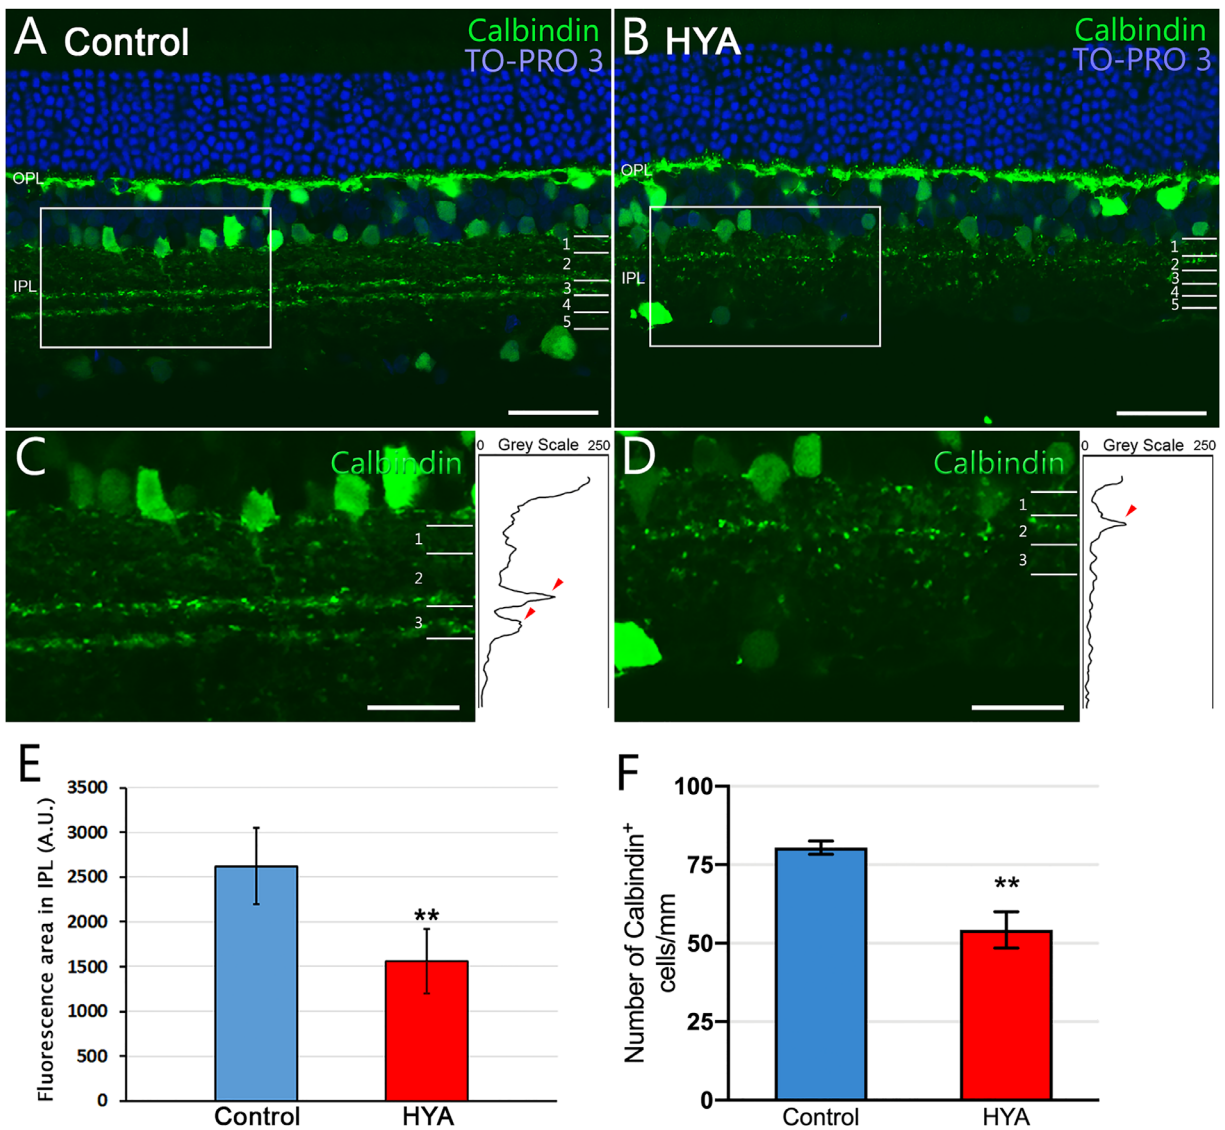 A Control
Calbindin
TO-PRO 3
OPL
IPL
1
2
3
4
5
B HYA
Calbindin
TO-PRO 3
OPL
IPL
1
2
3
4
5
C
Calbindin
1
2
3
0 Grey Scale 250
D
Calbindin
1
2
3
0 Grey Scale 250
E
Fluorescence area in IPL (A.U.)
3500
3000
2500
2000
1500
1000
500
0
**
Control HYA
F
Number of Calbindin⁺
cells/mm
100
75
50
25
0
**
Control HYA